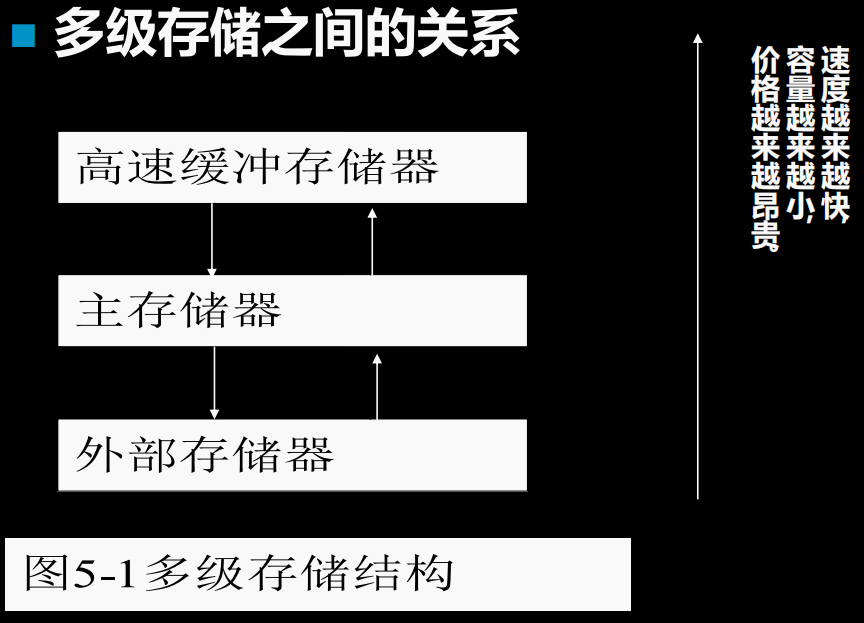 多级存储之间的关系
速度越来越快,
容量越来越小,
价格越来越昂贵。
高速缓冲存储器
主存储器
外部存储器
图5-1多级存储结构